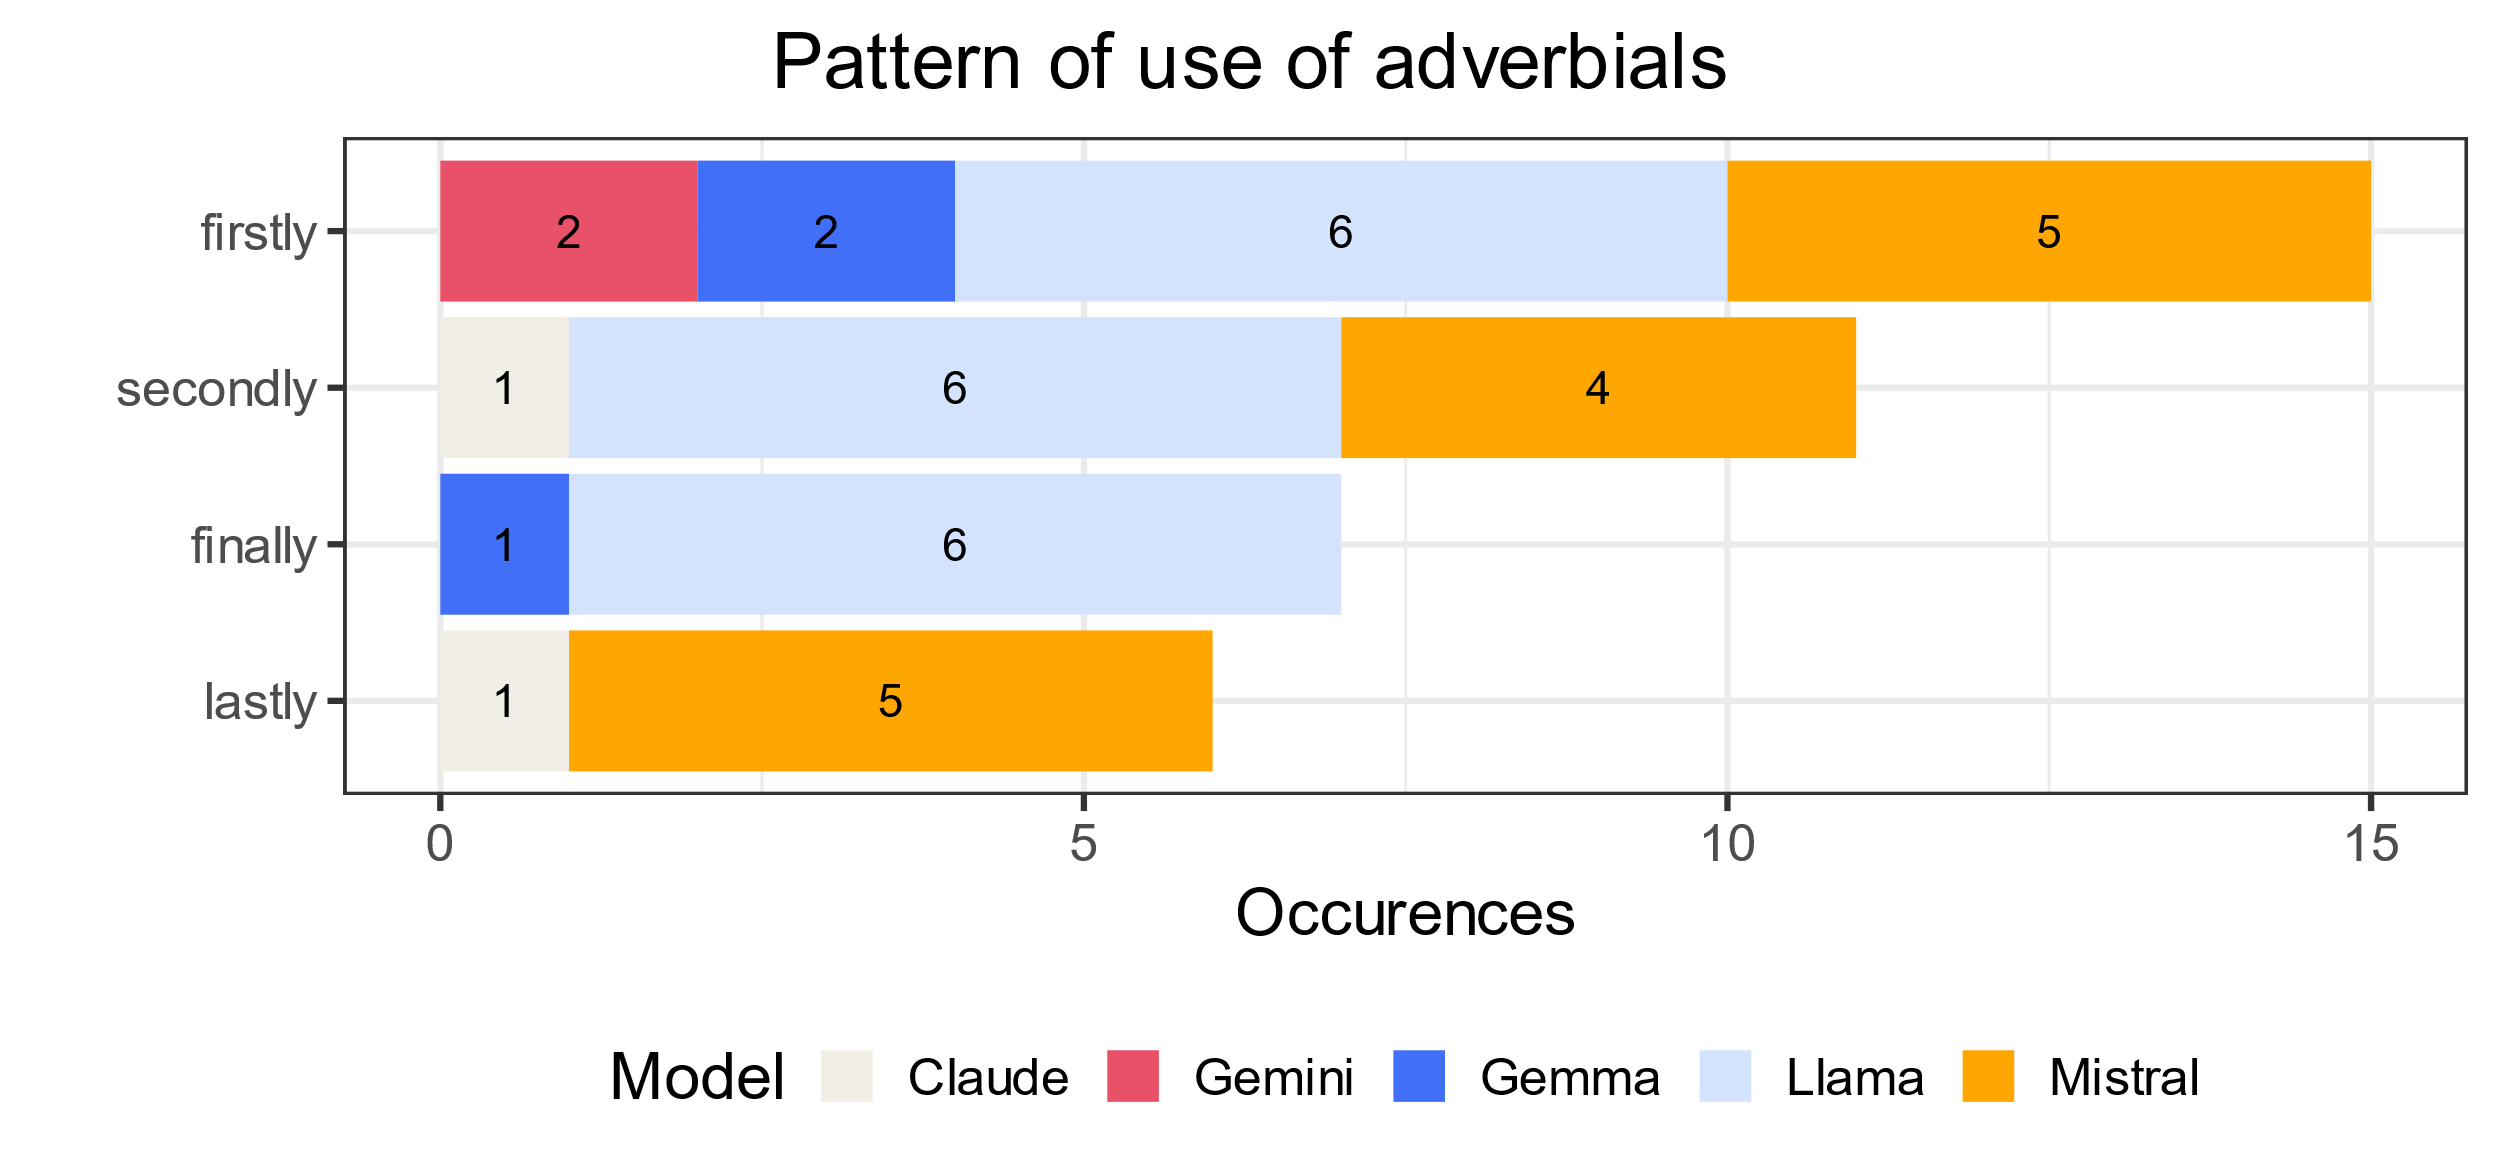 Pattern of use of adverbials
firstly 2 2 6 5
secondly 1 6 4
finally 1 6
lastly 1 5
0 5 10 15
Occurences
Model Claude Gemini Gemma Llama Mistral